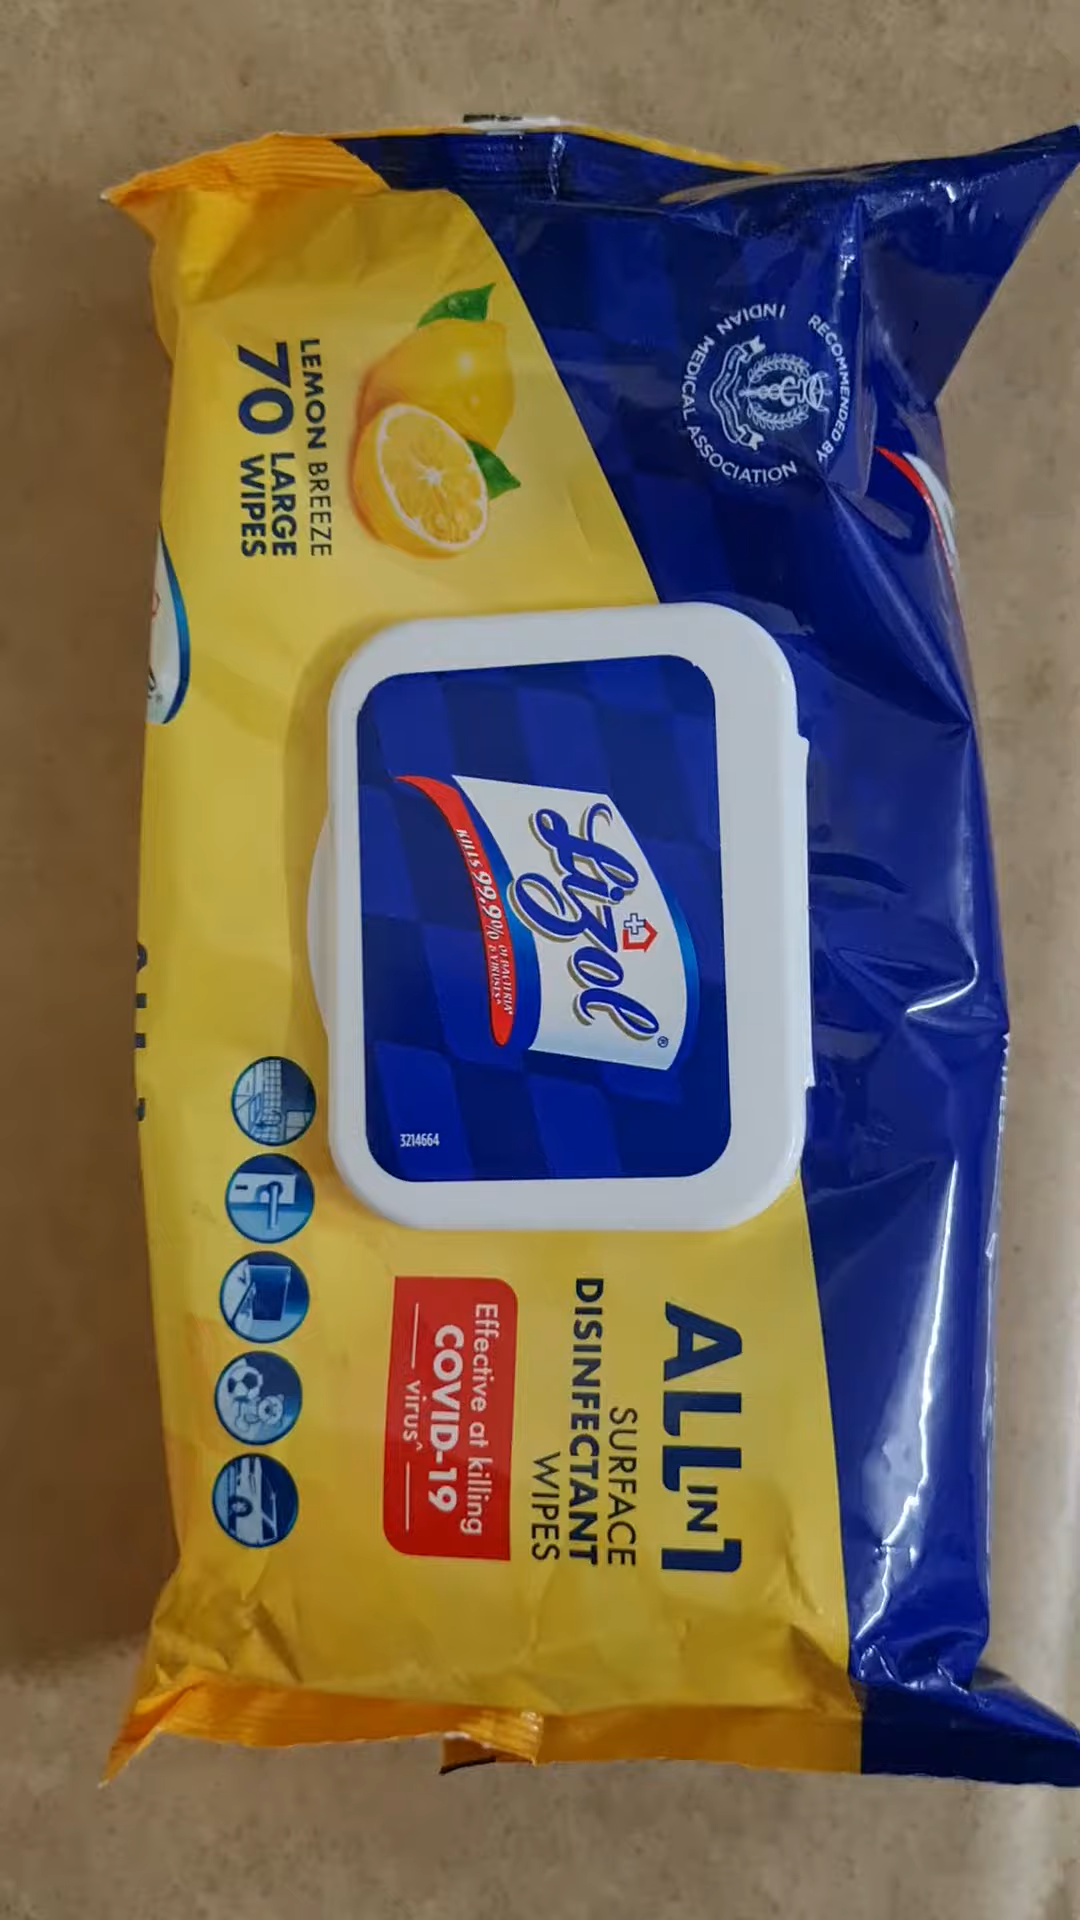 RECOMMENDED BY
INDIAN MEDICAL ASSOCIATION
LEMON BREEZE
70 LARGE
WIPES
Lizol®
KILLS 99.9% OF BACTERIA*
& VIRUSES^
3214664
ALL IN 1
SURFACE
DISINFECTANT
WIPES
Effective at killing
COVID-19
virus^